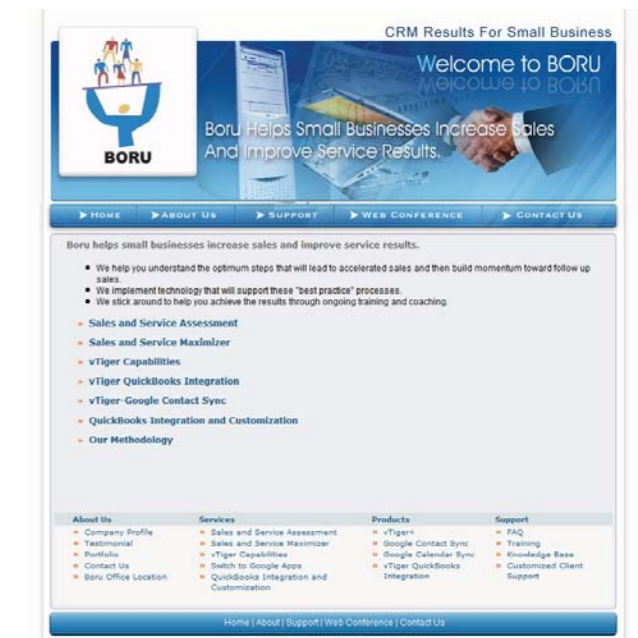 CRM Results For Small Business
Welcome to BORU
Boru Helps Small Businesses Increase Sales
And Improve Service Results.
BORU
HOME ABOUT US SUPPORT WEB CONFERENCE CONTACT US
Boru helps small businesses increase sales and improve service results.
We help you understand the optimum steps that will lead to accelerated sales and then build momentum toward follow up
sales.
We implement technology that will support these "best practice" processes.
We stick around to help you achieve the results through ongoing training and coaching.
Sales and Service Assessment
Sales and Service Maximizer
vTiger Capabilities
vTiger QuickBooks Integration
vTiger-Google Contact Sync
QuickBooks Integration and Customization
Our Methodology
About Us
Company Profile
Testimonial
Portfolio
Contact Us
Boru Office Location
Services
Sales and Service Assessment
Sales and Service Maximizer
vTiger Capabilities
Switch to Google Apps
QuickBooks Integration and
Customization
Products
vTiger+
Google Contact Sync
Google Calendar Sync
vTiger QuickBooks
Integration
Support
FAQ
Training
Knowledge Base
Customized Client
Support
Home | About | Support | Web Conference | Contact Us